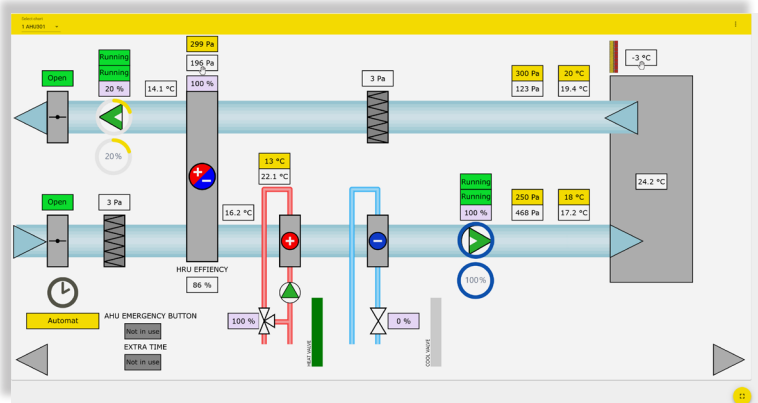 Select chart
1 AHU301
299 Pa
196 Pa
100 %
-3 °C
Running
Running
20 %
Open
14.1 °C
3 Pa
300 Pa
123 Pa
20 °C
19.4 °C
20%
13 °C
22.1 °C
24.2 °C
Running
Running
100 %
250 Pa
468 Pa
18 °C
17.2 °C
Open
3 Pa
16.2 °C
HRU EFFIENCY
86 %
100%
Automat
AHU EMERGENCY BUTTON
Not in use
EXTRA TIME
Not in use
100 %
HEAT VALVE
0 %
COOL VALVE